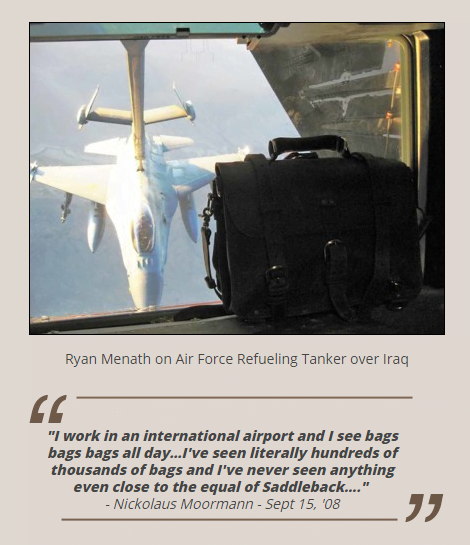 Ryan Menath on Air Force Refueling Tanker over Iraq
"I work in an international airport and I see bags
bags bags all day...I've seen literally hundreds of
thousands of bags and I've never seen anything
even close to the equal of Saddleback...."
- Nickolaus Moormann - Sept 15, '08